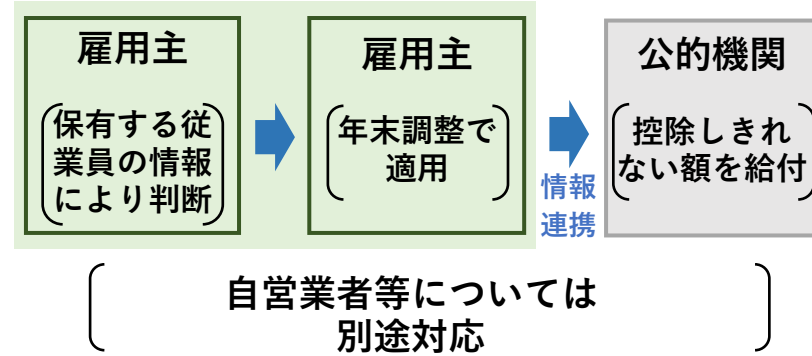 雇用主
保有する従
業員の情報
により判断
雇用主
年末調整で
適用
情報
連携
公的機関
控除しきれ
ない額を給付
自営業者等については
別途対応